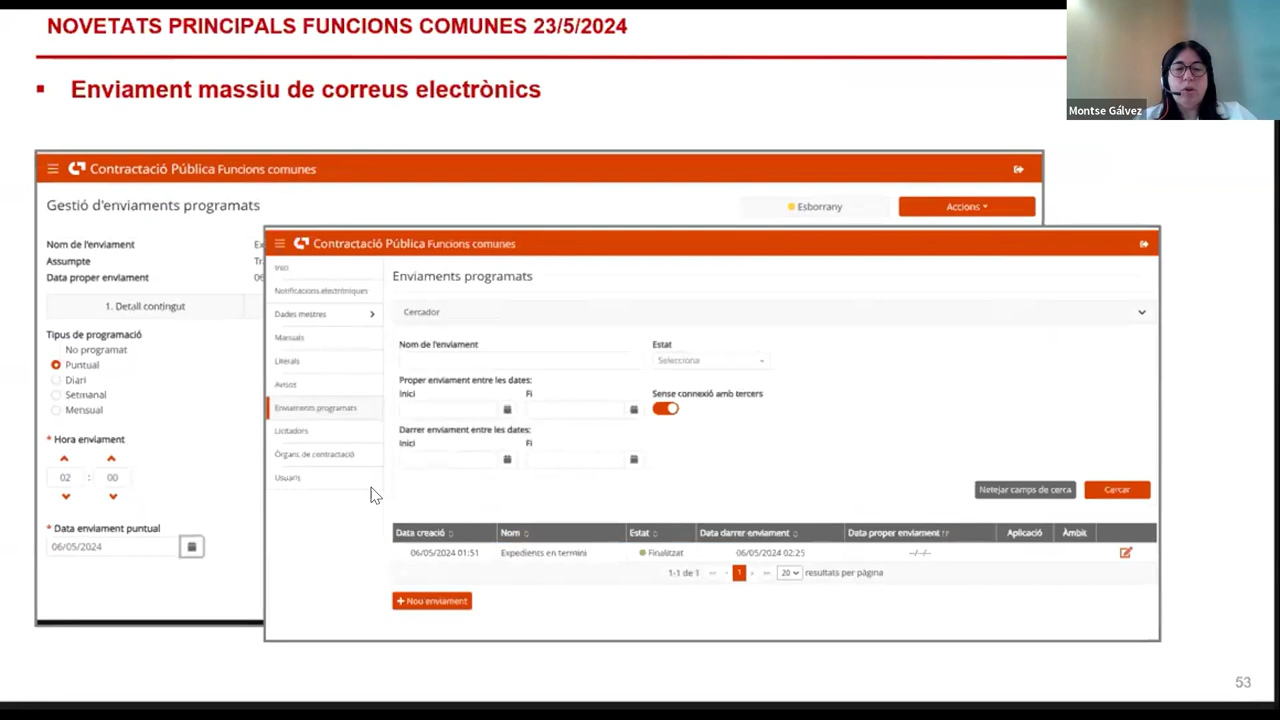 NOVETATS PRINCIPALS FUNCIONS COMUNES 23/5/2024
Montse Gálvez
Enviament massiu de correus electrònics
Contractació Pública Funcions comunes
Gestió d'enviaments programats
Esborrany
Accions
Nom de l'enviament
Ex
Assumpte
Tr
Data proper enviament
06
1. Detall contingut
Tipus de programació
No programat
Puntual
Diari
Setmanal
Mensual
* Hora enviament
02 : 00
* Data enviament puntual
06/05/2024
Contractació Pública Funcions comunes
Inici
Notificacions electròniques
Dades mestres
Manuals
Literals
Avisos
Enviaments programats
Licitadors
Òrgans de contractació
Usuaris
Enviaments programats
Cercador
Nom de l'enviament
Estat
Selecciona
Proper enviament entre les dates:
Inici Fi
Sense connexió amb tercers
Darrer enviament entre les dates:
Inici Fi
Netejar camps de cerca Cercar
Data creació Nom Estat Data darrer enviament Data proper enviament Aplicació Àmbit
06/05/2024 01:51 Expedients en termini Finalitzat 06/05/2024 02:25 --/--/--
1-1 de 1 1 20 resultats per pàgina
+ Nou enviament
53